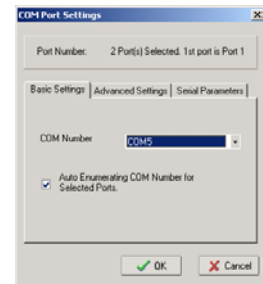 COM Port Settings
Port Number: 2 Port(s) Selected. 1st port is Port 1
Basic Settings Advanced Settings Serial Parameters
COM Number COM5
Auto Enumerating COM Number for
Selected Ports.
OK Cancel